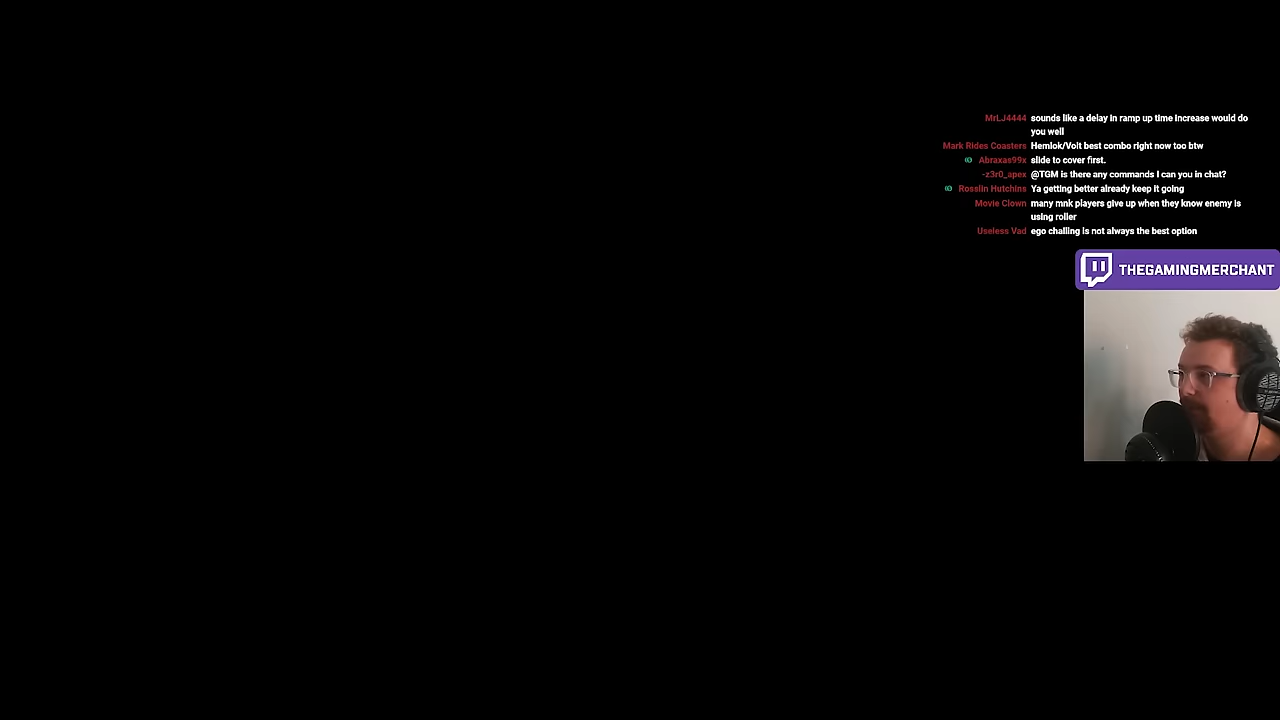 MrLJ4444 sounds like a delay in ramp up time increase would do
you well
Mark Rides Coasters Hemlok/Volt best combo right now too btw
Abraxas99x slide to cover first.
-z3r0_apex @TGM is there any commands I can you in chat?
Rosslin Hutchins Ya getting better already keep it going
Movie Clown many mnk players give up when they know enemy is
using roller
Useless Vad ego challing is not always the best option
THEGAMINGMERCHANT